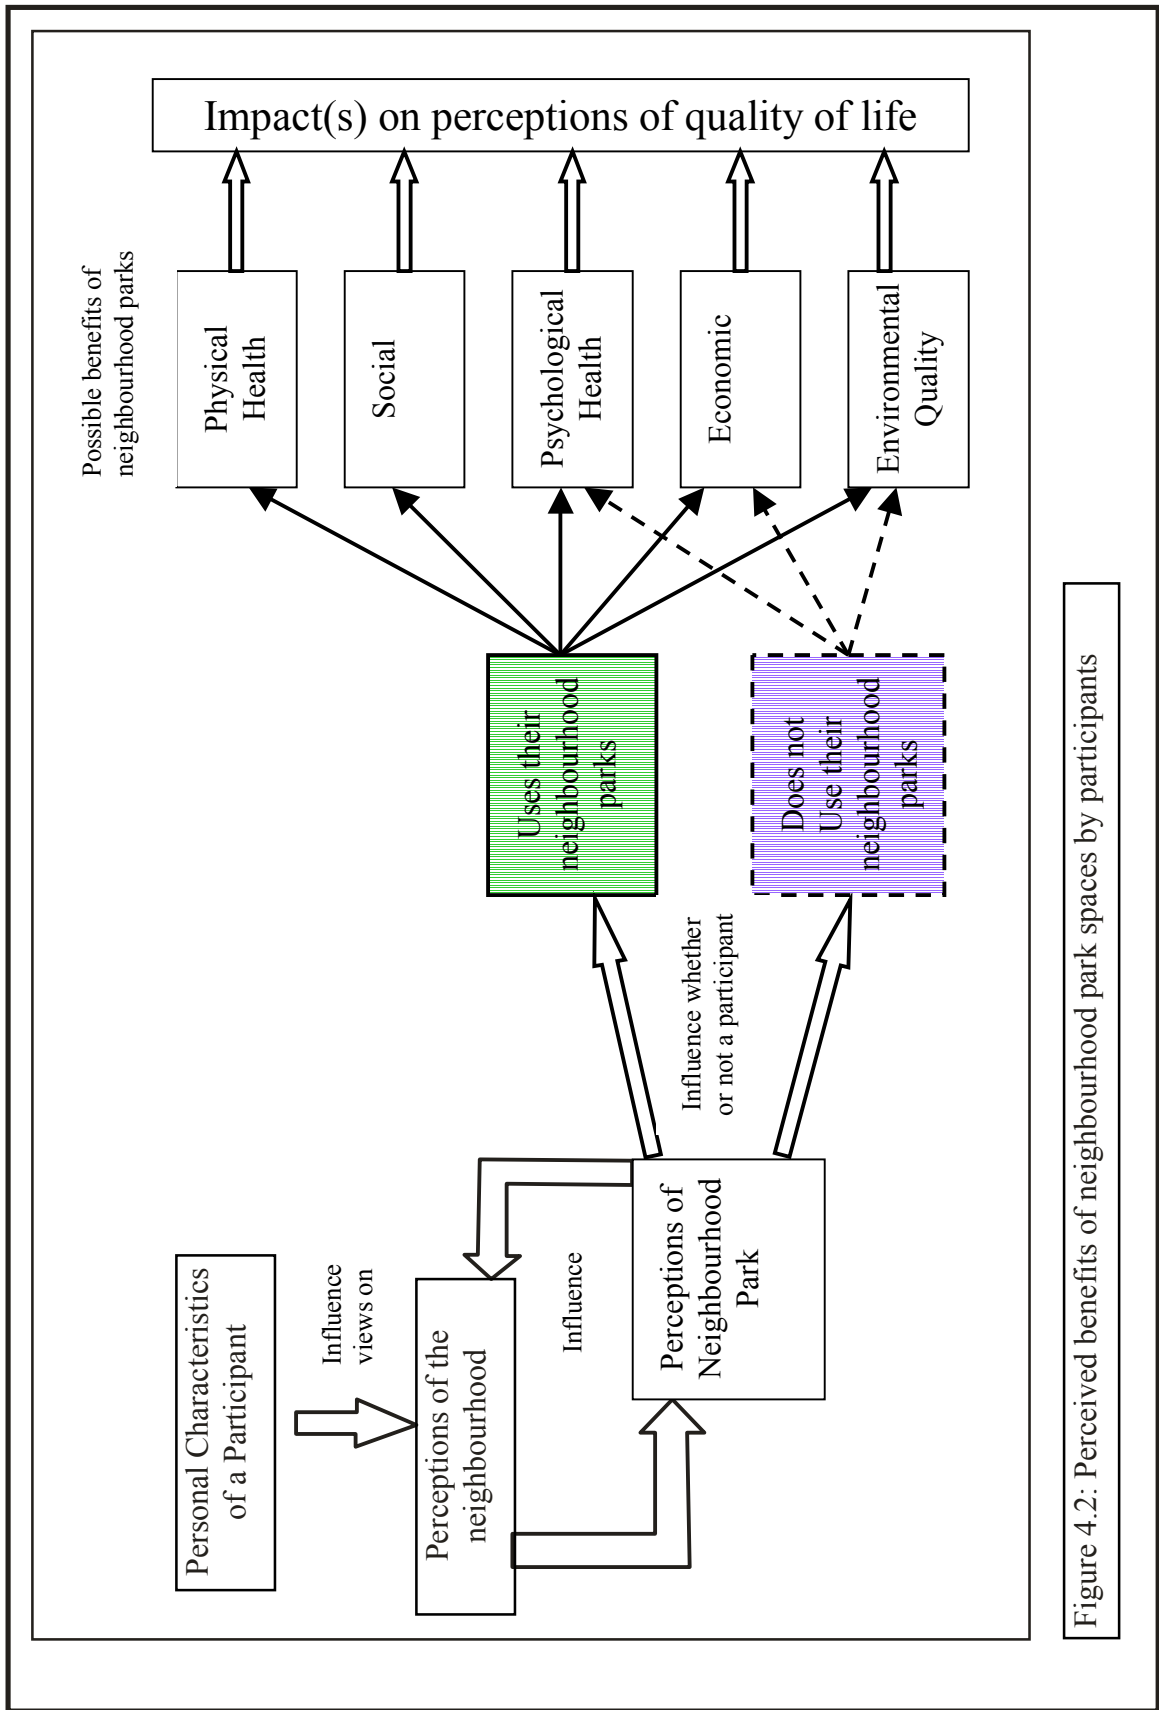 Personal Characteristics
of a Participant
Influence
views on
Perceptions of the
neighbourhood
Influence
Perceptions of
Neighbourhood
Park
Influence whether
or not a participant
Uses their
neighbourhood
parks
Does not
Use their
neighbourhood
parks
Possible benefits of
neighbourhood parks
Physical
Health
Social
Psychological
Health
Economic
Environmental
Quality
Impact(s) on perceptions of quality of life
Figure 4.2: Perceived benefits of neighbourhood park spaces by participants